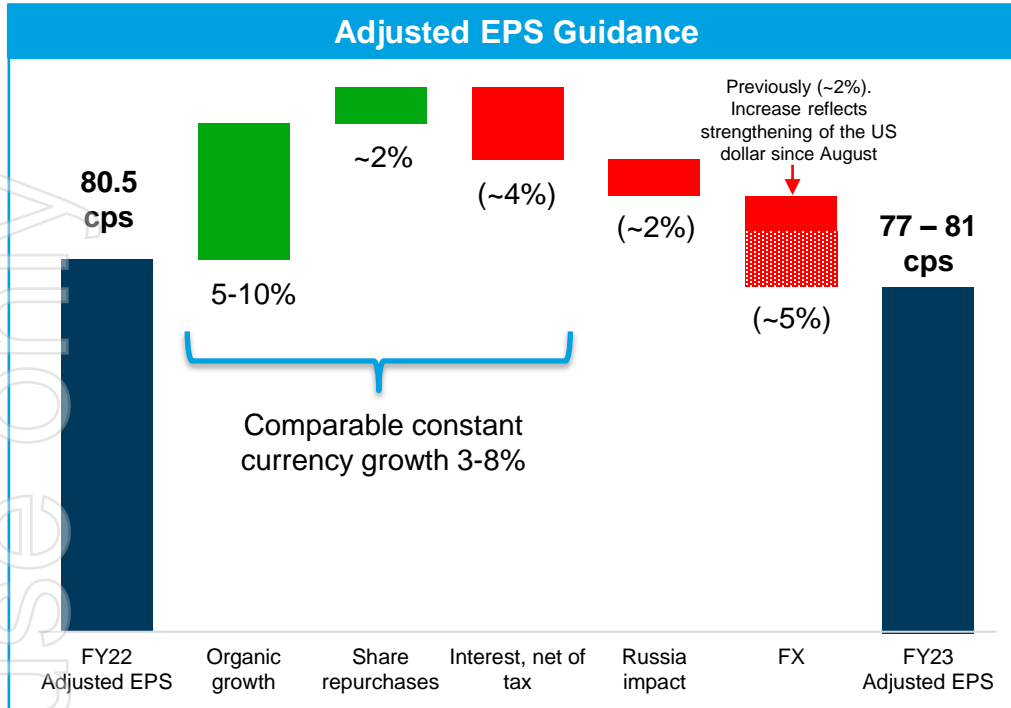 Adjusted EPS Guidance
Previously (~2%).
Increase reflects
strengthening of the US
dollar since August
80.5
cps
~2%
(~4%)
(~2%)
77 – 81
cps
5-10%
(~5%)
Comparable constant
currency growth 3-8%
FY22
Adjusted EPS
Organic
growth
Share
repurchases
Interest, net of
tax
Russia
impact
FX
FY23
Adjusted EPS
use only